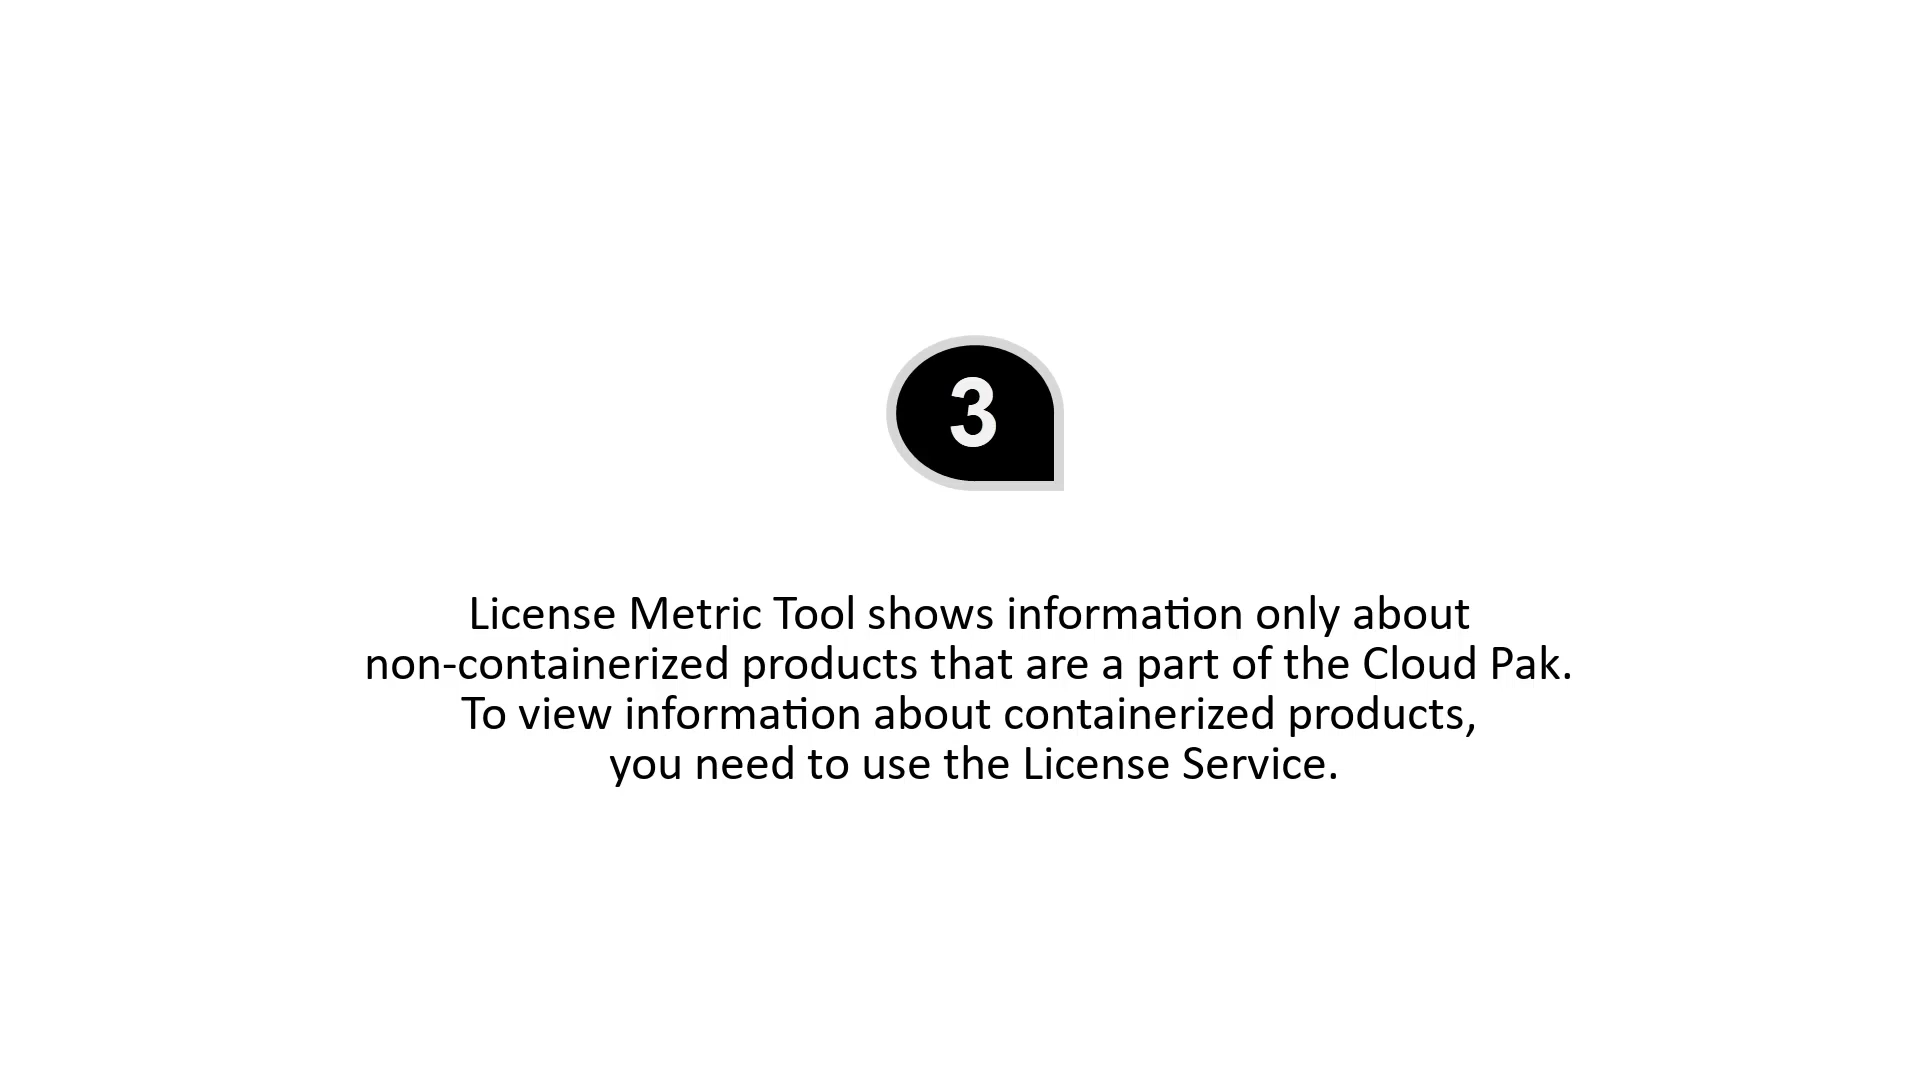 3
License Metric Tool shows information only about
non-containerized products that are a part of the Cloud Pak.
To view information about containerized products,
you need to use the License Service.